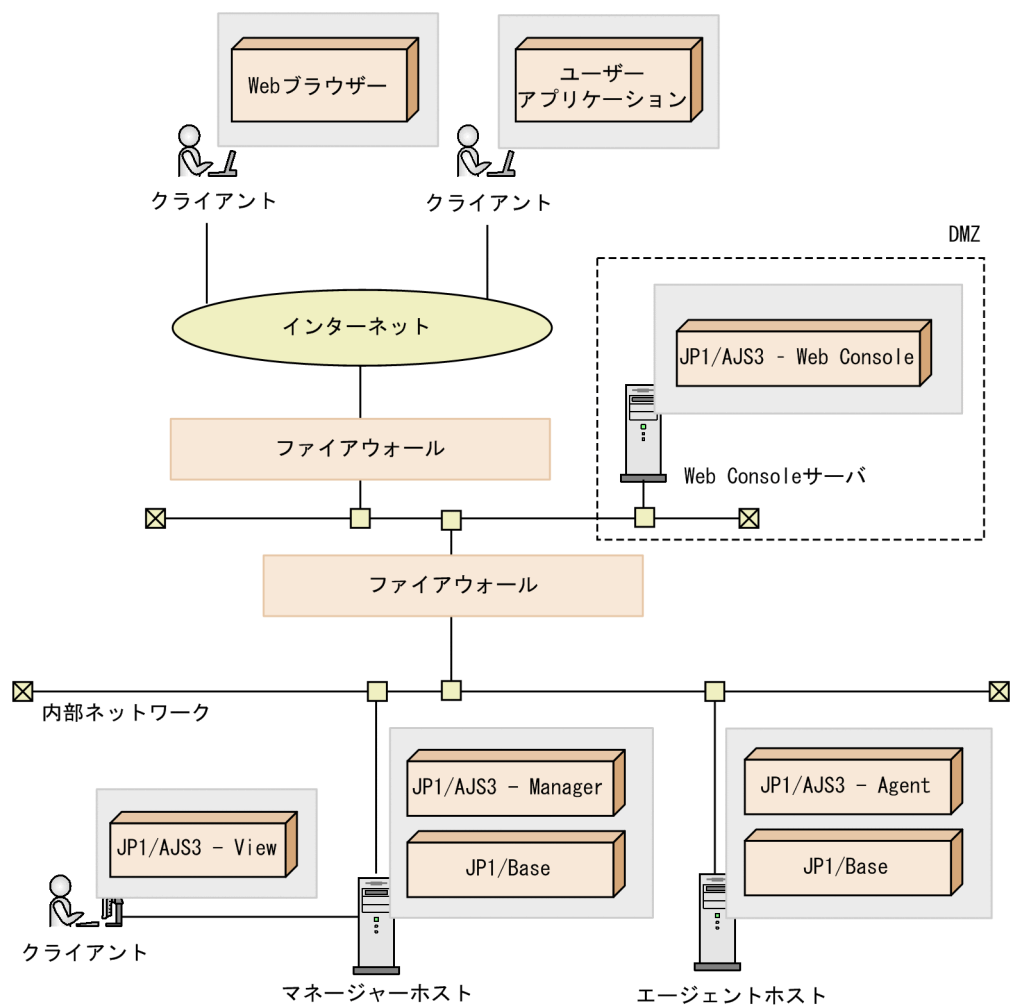 Webブラウザー
ユーザー
アプリケーション
クライアント
クライアント
DMZ
インターネット
JP1/AJS3 - Web Console
ファイアウォール
Web Consoleサーバ
ファイアウォール
内部ネットワーク
JP1/AJS3 － Manager
JP1/AJS3 － Agent
JP1/AJS3 － View
JP1/Base
JP1/Base
クライアント
マネージャーホスト
エージェントホスト